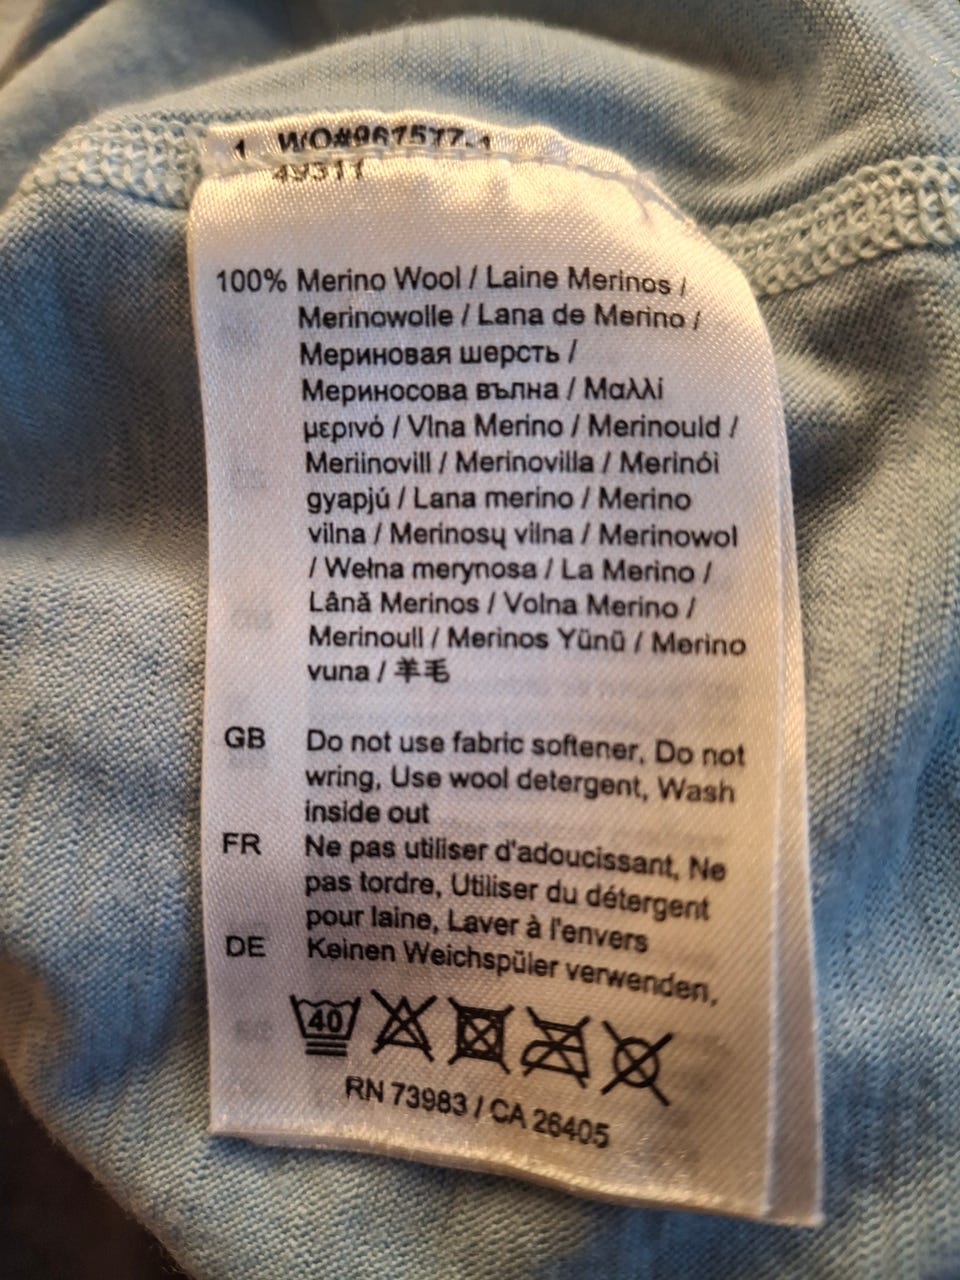 1 WO#967577-1
49311
100% Merino Wool / Laine Merinos /
Merinowolle / Lana de Merino /
Мериновая шерсть /
Мериносова вълна / Μαλλί
μερινό / Vlna Merino / Merinould /
Meriinovill / Merinovilla / Merinói
gyapjú / Lana merino / Merino
vilna / Merinosų vilna / Merinowol
/ Wełna merynosa / La Merino /
Lână Merinos / Volna Merino /
Merinoull / Merinos Yünü / Merino
vuna / 羊毛
GB Do not use fabric softener, Do not
wring, Use wool detergent, Wash
inside out
FR Ne pas utiliser d'adoucissant, Ne
pas tordre, Utiliser du détergent
pour laine, Laver à l'envers
DE Keinen Weichspüler verwenden,
40
RN 73983 / CA 26405